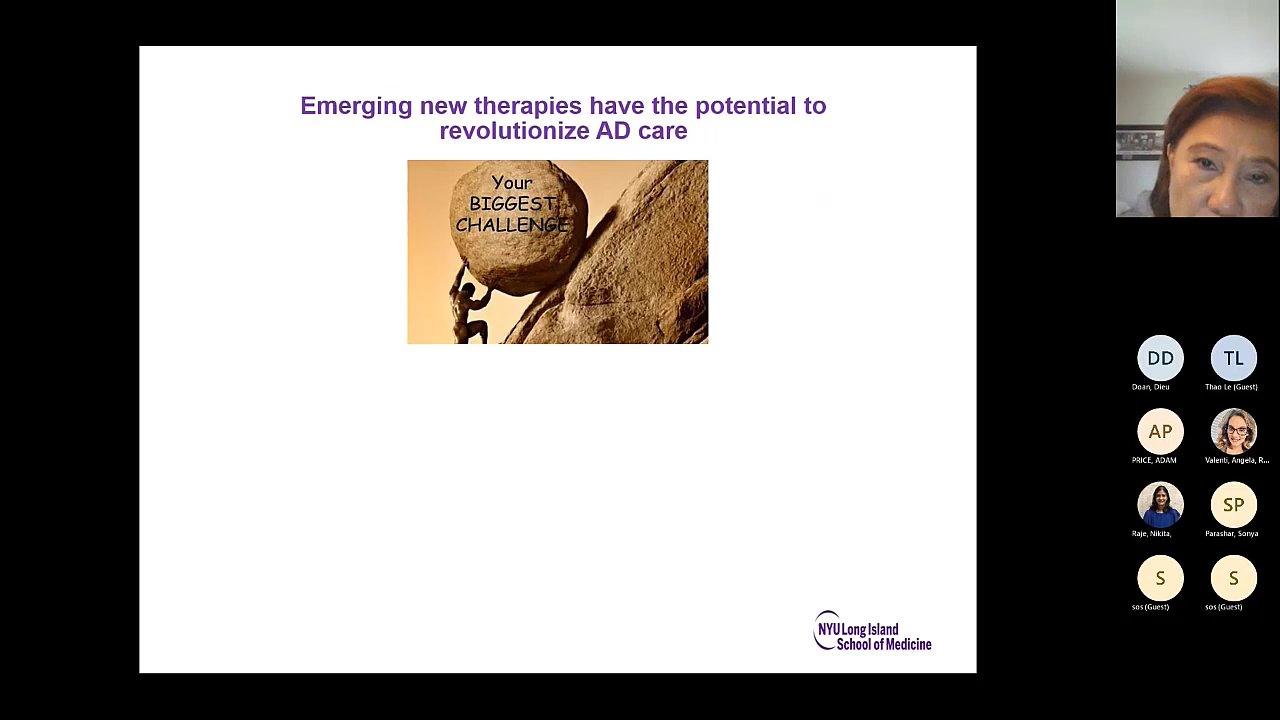 Emerging new therapies have the potential to
revolutionize AD care
Your
BIGGEST
CHALLENGE
NYU Long Island
School of Medicine
DD
TL
Doan, Dieu
Thao Le (Guest)
AP
PRICE, ADAM
Valenti, Angela, R...
SP
Raje, Nikita,
Parashar, Sonya
S
S
sos (Guest)
sos (Guest)